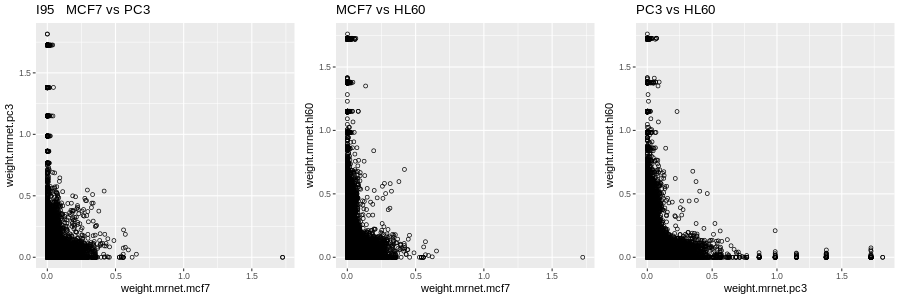 I95 MCF7 vs PC3
MCF7 vs HL60
PC3 vs HL60
weight.mrnet.pc3
1.5
1.0
0.5
0.0
0.0 0.5 1.0 1.5
weight.mrnet.mcf7
weight.mrnet.hl60
1.5
1.0
0.5
0.0
0.0 0.5 1.0 1.5
weight.mrnet.mcf7
weight.mrnet.hl60
1.5
1.0
0.5
0.0
0.0 0.5 1.0 1.5
weight.mrnet.pc3